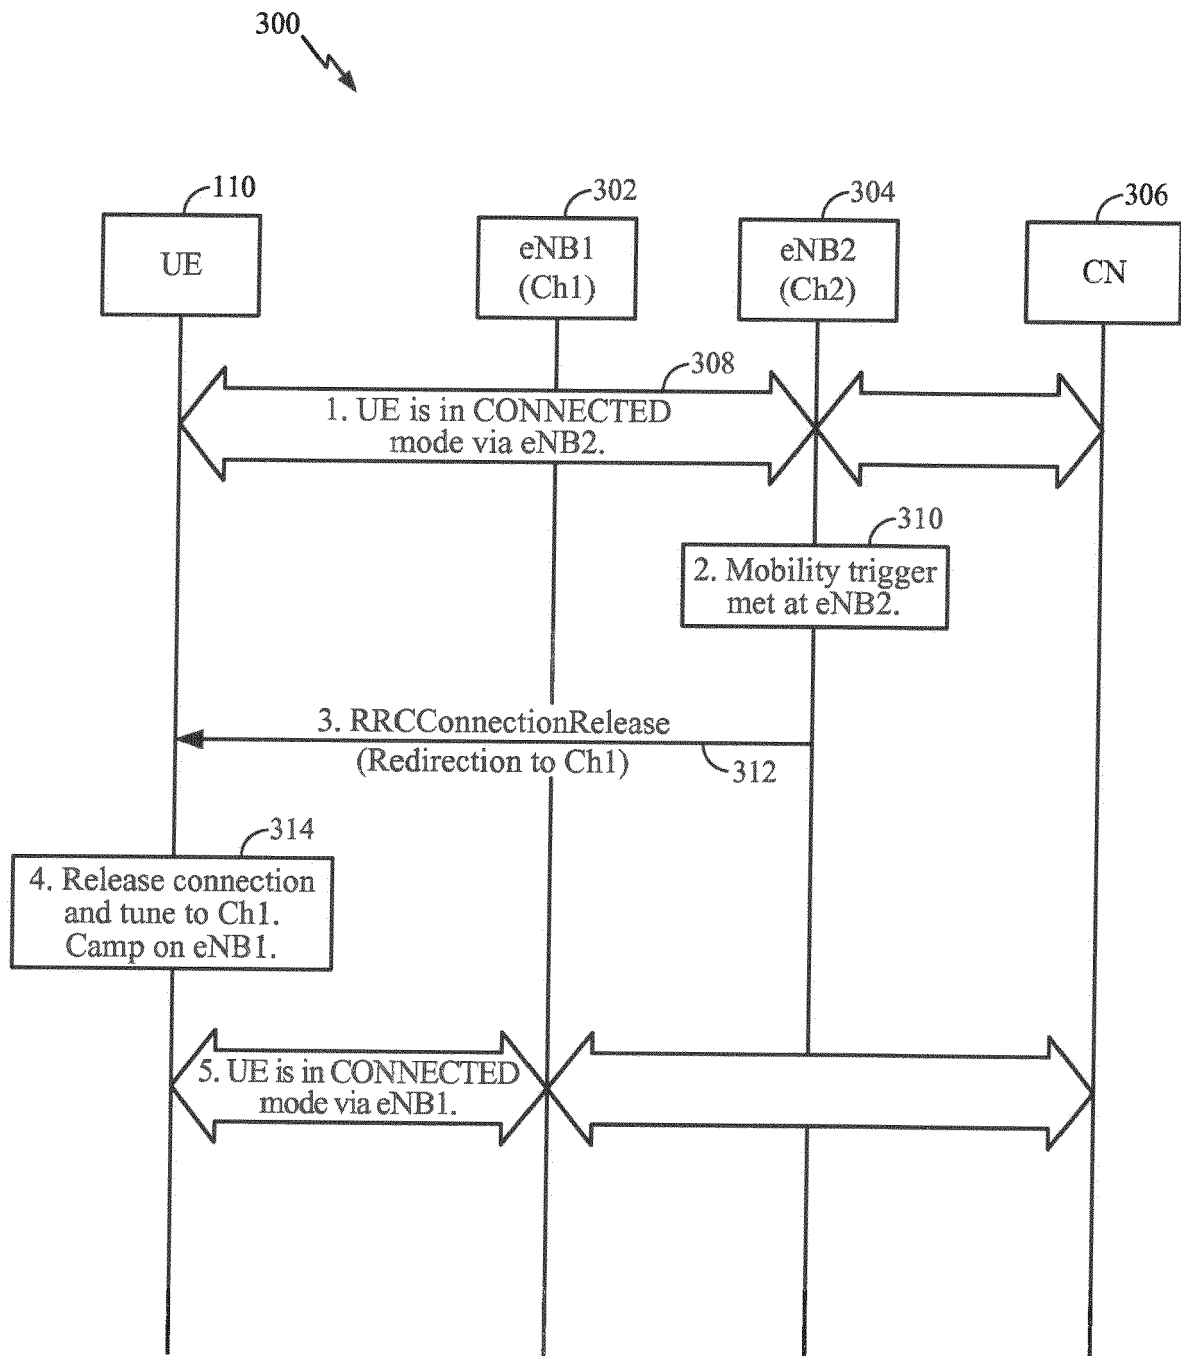 300
110
302
304
306
UE
eNB1
(Ch1)
eNB2
(Ch2)
CN
308
1. UE is in CONNECTED
mode via eNB2.
310
2. Mobility trigger
met at eNB2.
3. RRCConnectionRelease
(Redirection to Ch1)
312
314
4. Release connection
and tune to Ch1.
Camp on eNB1.
5. UE is in CONNECTED
mode via eNB1.